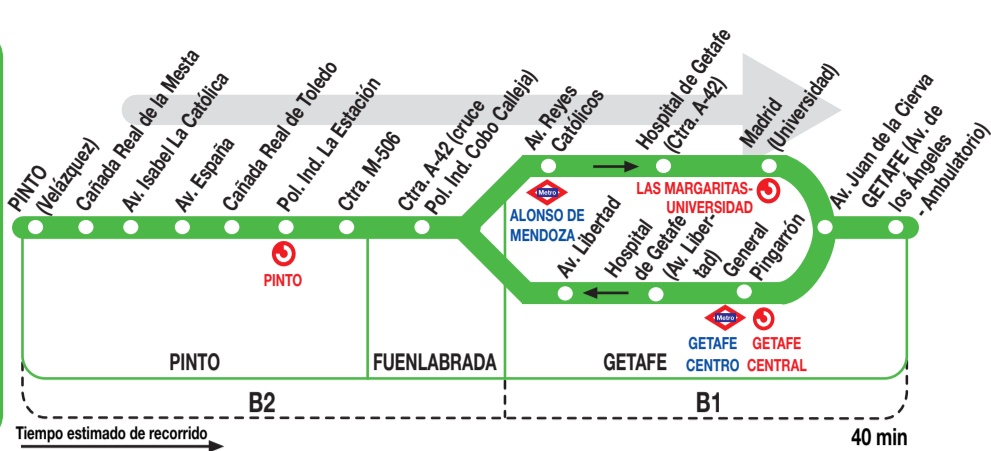 PINTO
(Velázquez)
Cañada Real de la Mesta
Av. Isabel La Católica
Av. España
Cañada Real de Toledo
Pol. Ind. La Estación
Ctra. M-506
Ctra. A-42 (cruce
Pol. Ind. Cobo Calleja)
Av. Reyes
Católicos
Hospital de Getafe
(Ctra. A-42)
Madrid
(Universidad)
Av. Juan de la Cierva
GETAFE (Av. de
los Ángeles
- Ambulatorio)
Metro
ALONSO DE
MENDOZA
LAS MARGARITAS-
UNIVERSIDAD
Av. Libertad
Hospital
de Getafe
(Av. Liber-
tad)
General
Pingarrón
PINTO
Metro
GETAFE
CENTRO
GETAFE
CENTRAL
PINTO
FUENLABRADA
GETAFE
B2
B1
Tiempo estimado de recorrido
40 min